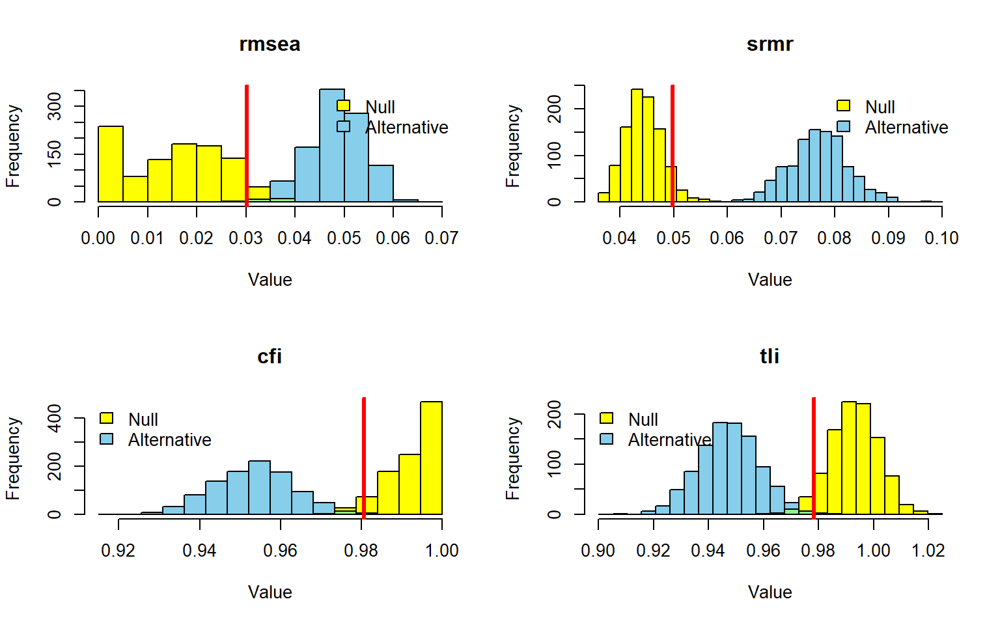 rmsea
Frequency
0 150 300
Null
Alternative
0.00 0.01 0.02 0.03 0.04 0.05 0.06 0.07
Value
srmr
Frequency
0 100 200
Null
Alternative
0.04 0.05 0.06 0.07 0.08 0.09 0.10
Value
cfi
Frequency
0 200 400
Null
Alternative
0.92 0.94 0.96 0.98 1.00
Value
tli
Frequency
0 100 200
Null
Alternative
0.90 0.92 0.94 0.96 0.98 1.00 1.02
Value